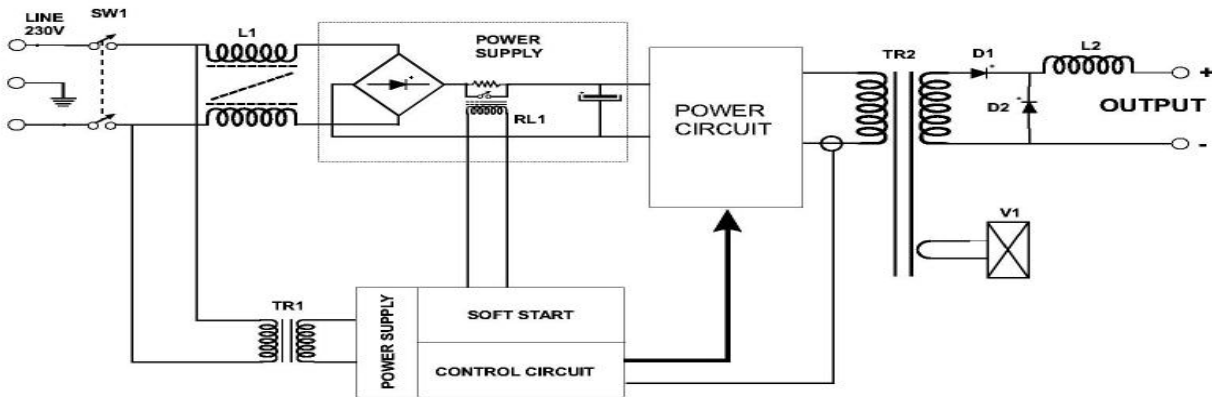 LINE
230V
SW1
L1
POWER
SUPPLY
RL1
POWER
CIRCUIT
TR2
D1
L2
+
D2
OUTPUT
-
V1
TR1
POWER SUPPLY
SOFT START
CONTROL CIRCUIT